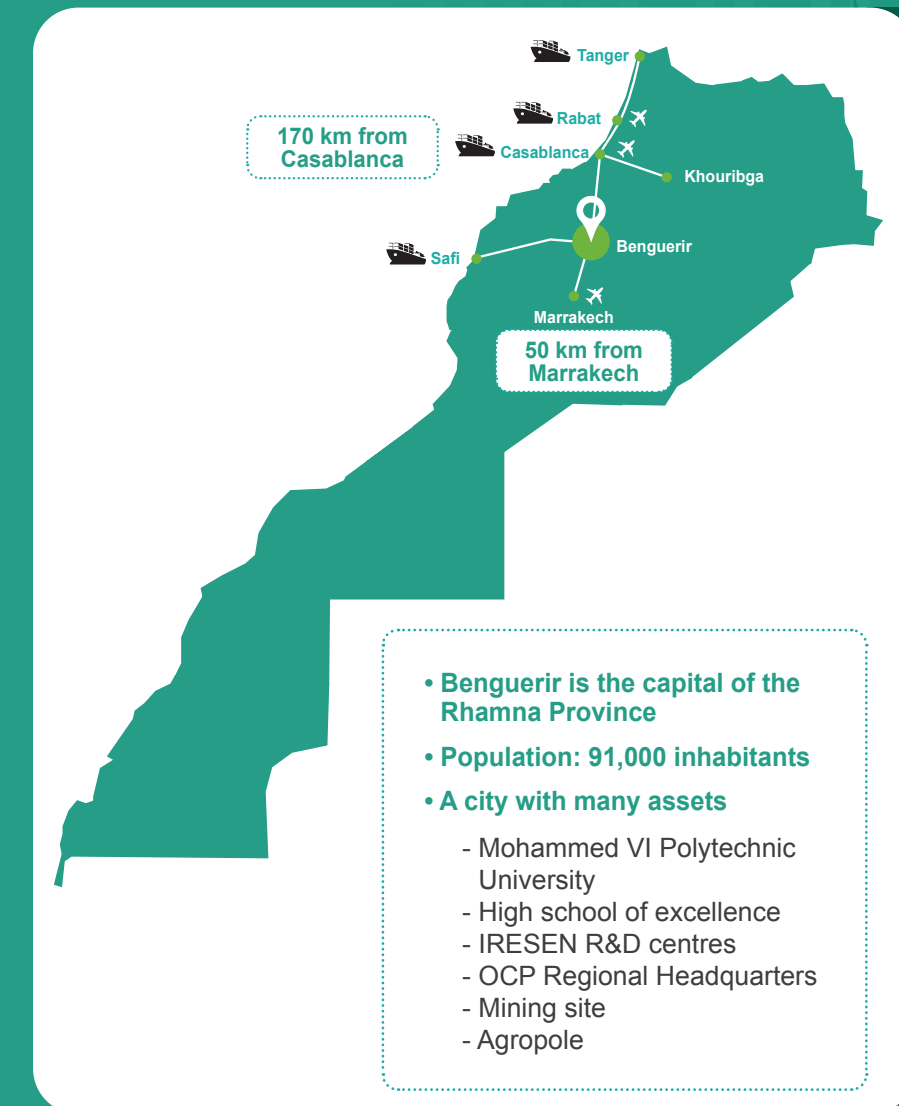 Tanger
Rabat
170 km from
Casablanca
Casablanca
Khouribga
Benguerir
Safi
Marrakech
50 km from
Marrakech
• Benguerir is the capital of the
Rhamna Province
• Population: 91,000 inhabitants
• A city with many assets
- Mohammed VI Polytechnic
University
- High school of excellence
- IRESEN R&D centres
- OCP Regional Headquarters
- Mining site
- Agropole